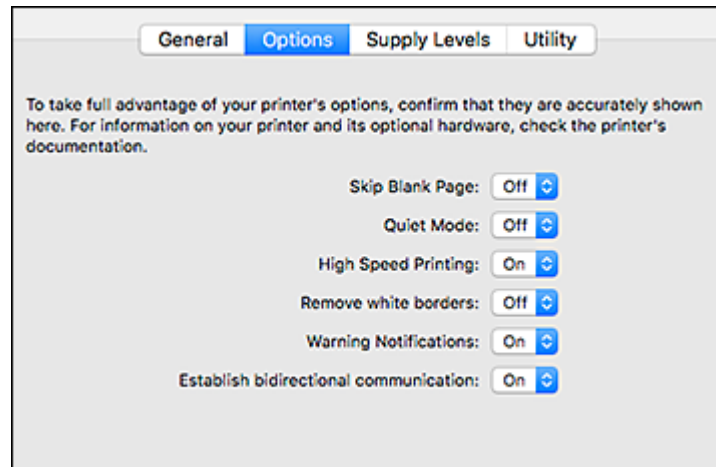 General Options Supply Levels Utility
To take full advantage of your printer's options, confirm that they are accurately shown
here. For information on your printer and its optional hardware, check the printer's
documentation.
Skip Blank Page: Off
Quiet Mode: Off
High Speed Printing: On
Remove white borders: Off
Warning Notifications: On
Establish bidirectional communication: On